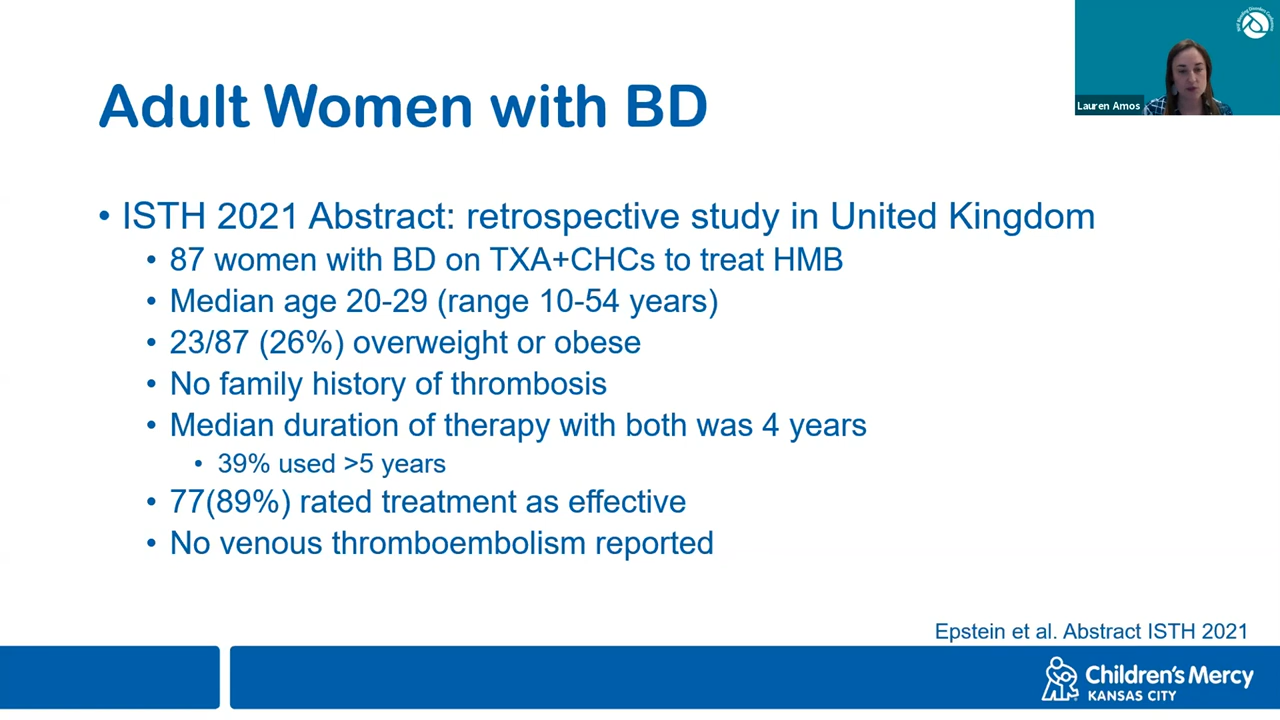 Adult Women with BD
Lauren Amos
• ISTH 2021 Abstract: retrospective study in United Kingdom
• 87 women with BD on TXA+CHCs to treat HMB
• Median age 20-29 (range 10-54 years)
• 23/87 (26%) overweight or obese
• No family history of thrombosis
• Median duration of therapy with both was 4 years
• 39% used >5 years
• 77(89%) rated treatment as effective
• No venous thromboembolism reported
Epstein et al. Abstract ISTH 2021
Children's Mercy
KANSAS CITY